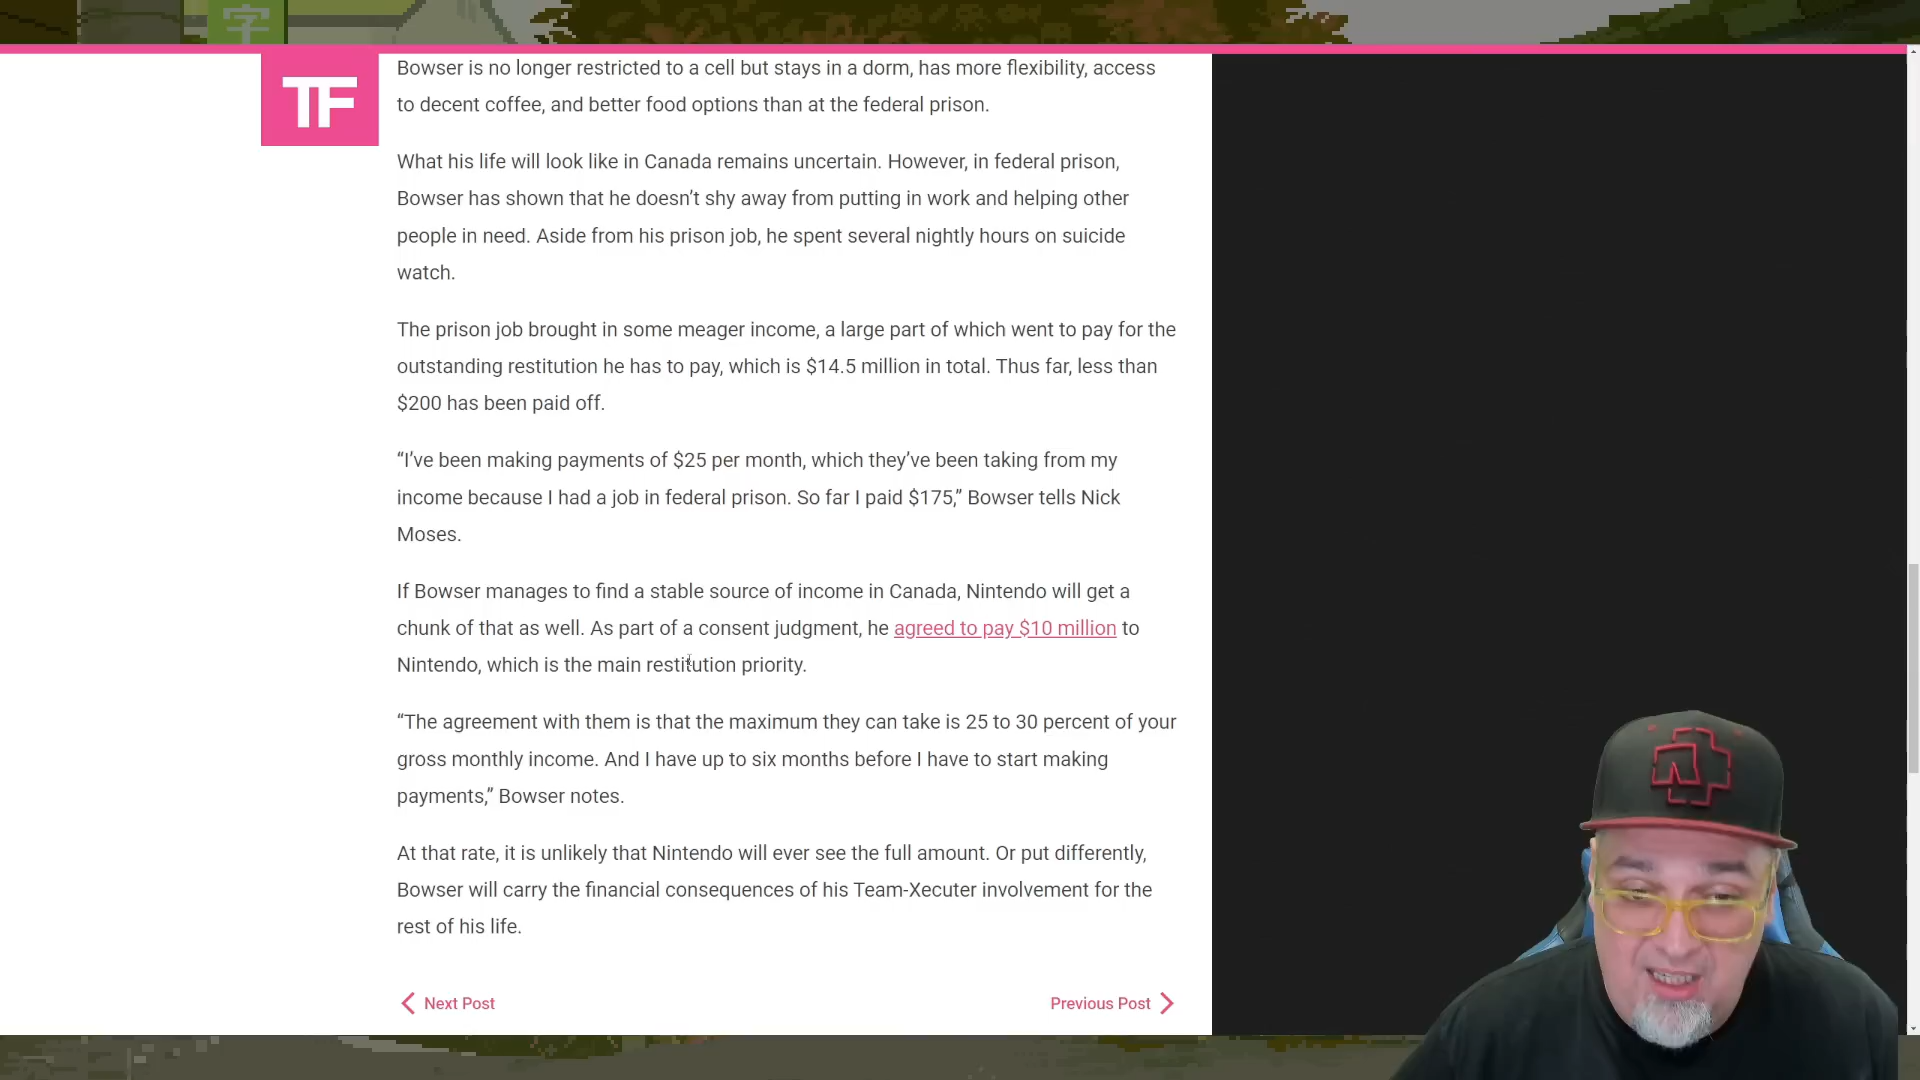 字
TF
Bowser is no longer restricted to a cell but stays in a dorm, has more flexibility, access
to decent coffee, and better food options than at the federal prison.
What his life will look like in Canada remains uncertain. However, in federal prison,
Bowser has shown that he doesn’t shy away from putting in work and helping other
people in need. Aside from his prison job, he spent several nightly hours on suicide
watch.
The prison job brought in some meager income, a large part of which went to pay for the
outstanding restitution he has to pay, which is $14.5 million in total. Thus far, less than
$200 has been paid off.
“I’ve been making payments of $25 per month, which they’ve been taking from my
income because I had a job in federal prison. So far I paid $175,” Bowser tells Nick
Moses.
If Bowser manages to find a stable source of income in Canada, Nintendo will get a
chunk of that as well. As part of a consent judgment, he agreed to pay $10 million to
Nintendo, which is the main restitution priority.
“The agreement with them is that the maximum they can take is 25 to 30 percent of your
gross monthly income. And I have up to six months before I have to start making
payments,” Bowser notes.
At that rate, it is unlikely that Nintendo will ever see the full amount. Or put differently,
Bowser will carry the financial consequences of his Team-Xecuter involvement for the
rest of his life.
Next Post
Previous Post